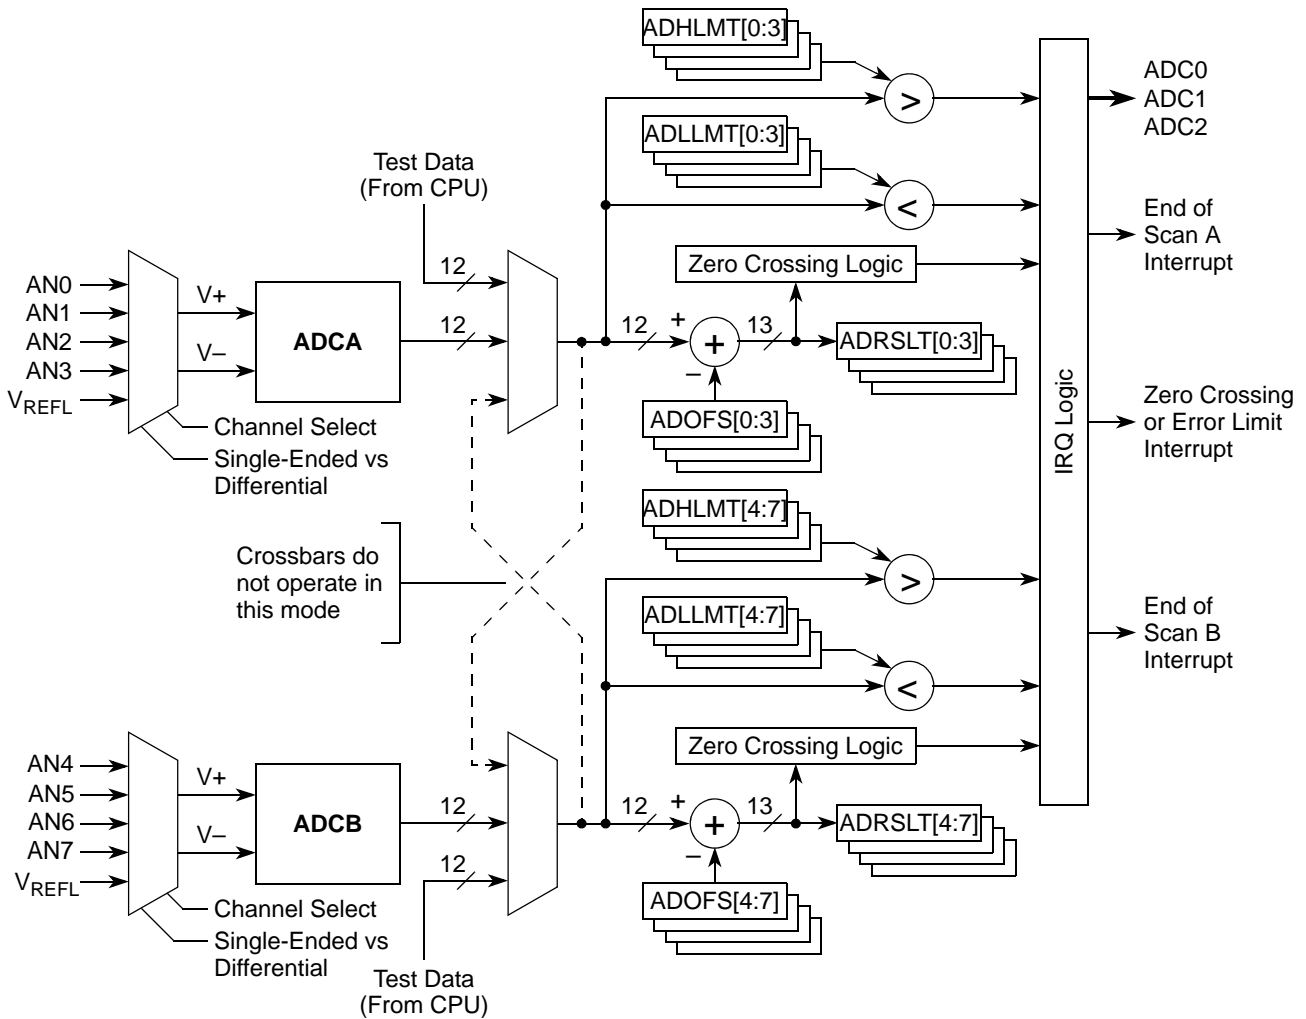 ADHLMT[0:3]
>
ADC0
ADC1
ADC2
ADLLMT[0:3]
<
Test Data
(From CPU)
End of
Scan A
Interrupt
Zero Crossing Logic
AN0
AN1
AN2
AN3
VREFL
V+
V–
ADCA
12
12
12
+
+
–
13
ADRSLT[0:3]
ADOFS[0:3]
Channel Select
Single-Ended vs
Differential
IRQ Logic
Zero Crossing
or Error Limit
Interrupt
ADHLMT[4:7]
>
Crossbars do
not operate in
this mode
ADLLMT[4:7]
<
End of
Scan B
Interrupt
Zero Crossing Logic
AN4
AN5
AN6
AN7
VREFL
V+
V–
ADCB
12
12
12
+
+
–
13
ADRSLT[4:7]
ADOFS[4:7]
Channel Select
Single-Ended vs
Differential
Test Data
(From CPU)